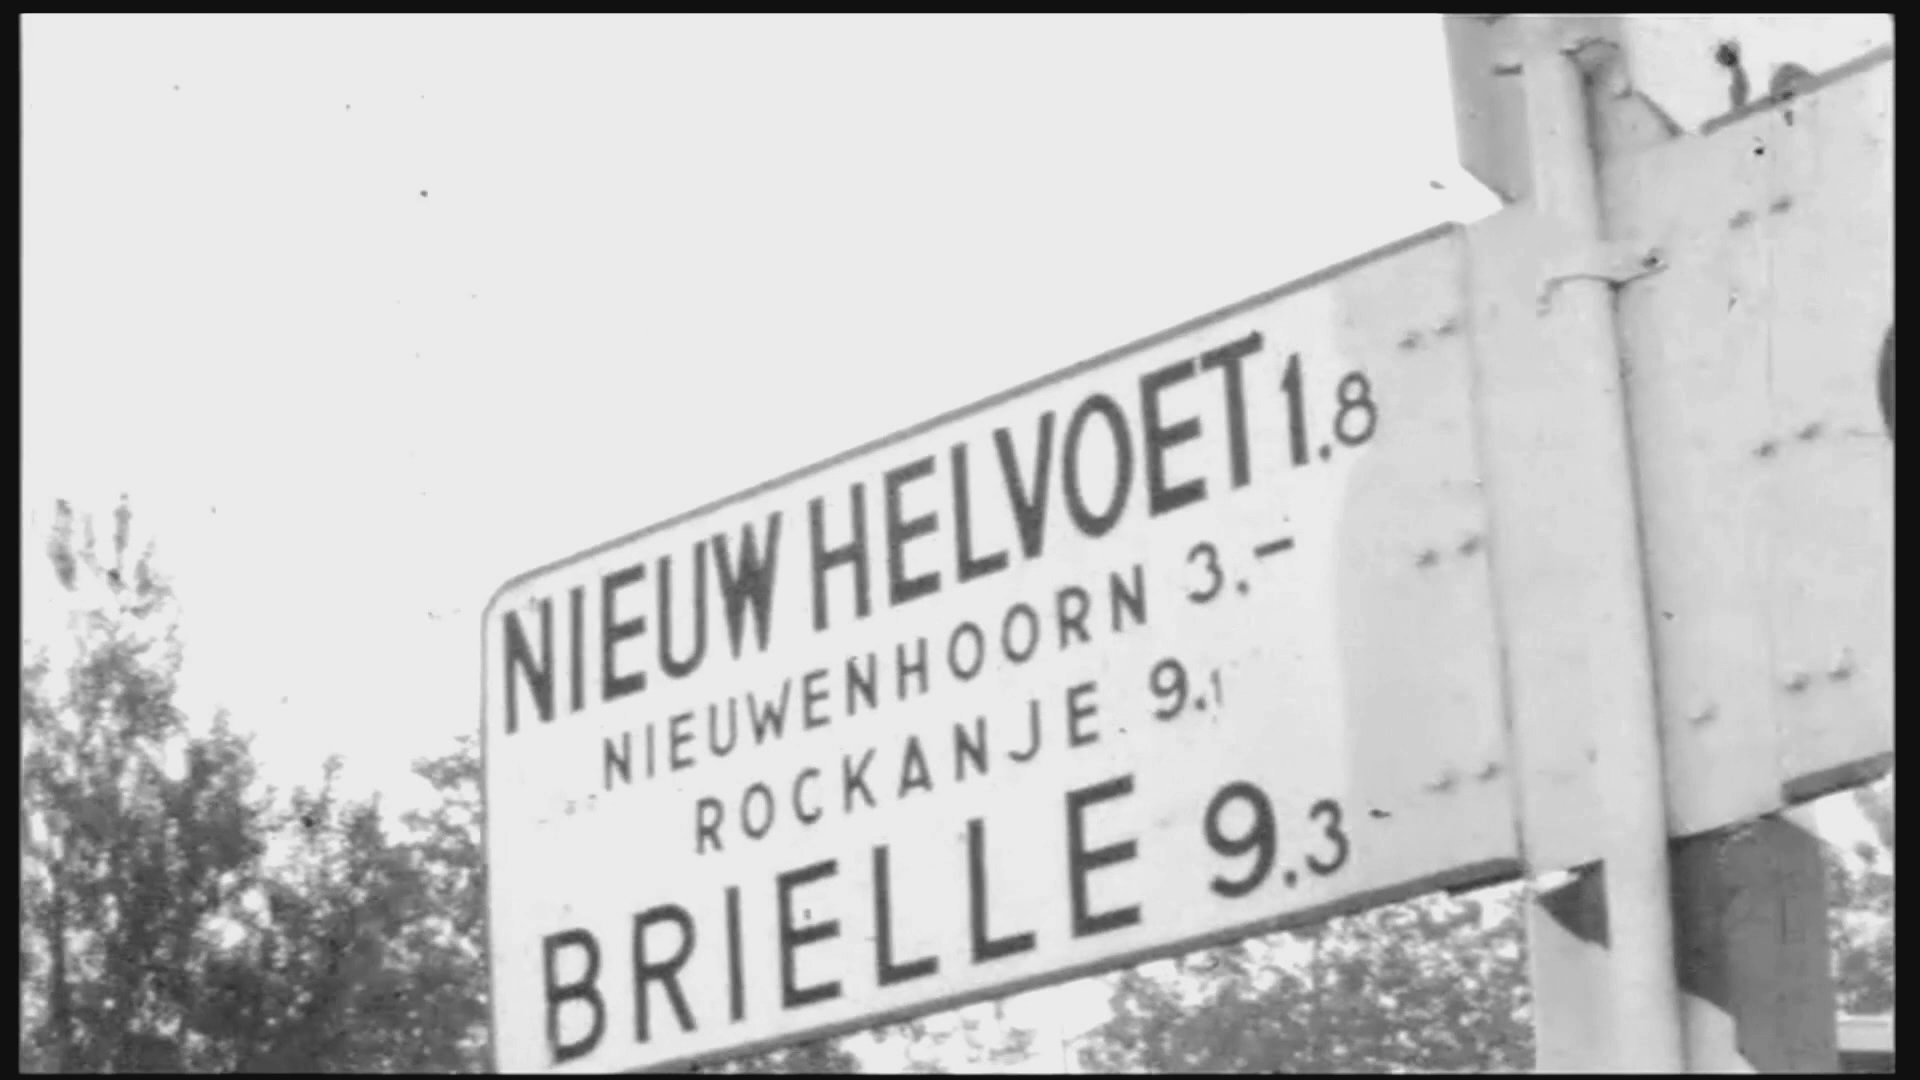 NIEUW HELVOET 1.8
NIEUWENHOORN 3.-
ROCKANJE 9.1
BRIELLE 9.3